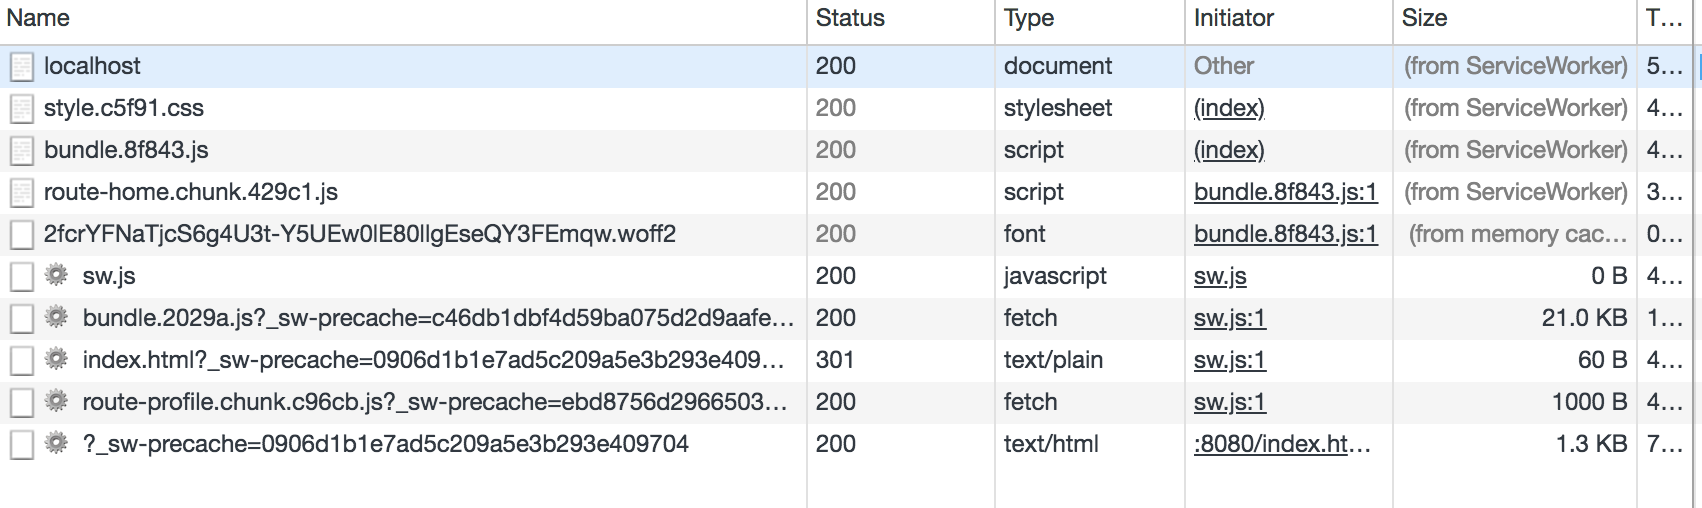 Name Status Type Initiator Size T…
localhost 200 document Other (from ServiceWorker) 5…
style.c5f91.css 200 stylesheet (index) (from ServiceWorker) 4…
bundle.8f843.js 200 script (index) (from ServiceWorker) 4…
route-home.chunk.429c1.js 200 script bundle.8f843.js:1 (from ServiceWorker) 3…
2fcrYFNaTjcS6g4U3t-Y5UEw0lE80llgEseQY3FEmqw.woff2 200 font bundle.8f843.js:1 (from memory cac… 0…
sw.js 200 javascript sw.js 0 B 4…
bundle.2029a.js?_sw-precache=c46db1dbf4d59ba075d2d9aafe… 200 fetch sw.js:1 21.0 KB 1…
index.html?_sw-precache=0906d1b1e7ad5c209a5e3b293e409… 301 text/plain sw.js:1 60 B 4…
route-profile.chunk.c96cb.js?_sw-precache=ebd8756d2966503… 200 fetch sw.js:1 1000 B 4…
?_sw-precache=0906d1b1e7ad5c209a5e3b293e409704 200 text/html :8080/index.ht… 1.3 KB 7…